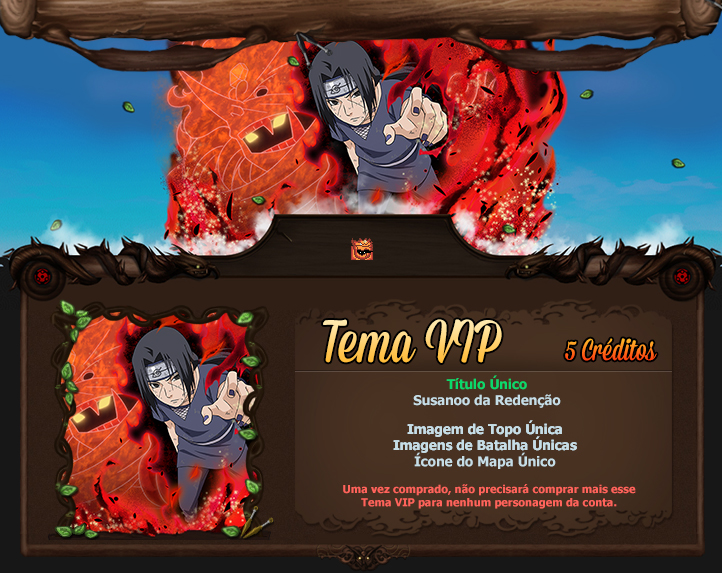 Tema VIP
5 Créditos
Título Único
Susanoo da Redenção
Imagem de Topo Única
Imagens de Batalha Únicas
Ícone do Mapa Único
Uma vez comprado, não precisará comprar mais esse
Tema VIP para nenhum personagem da conta.